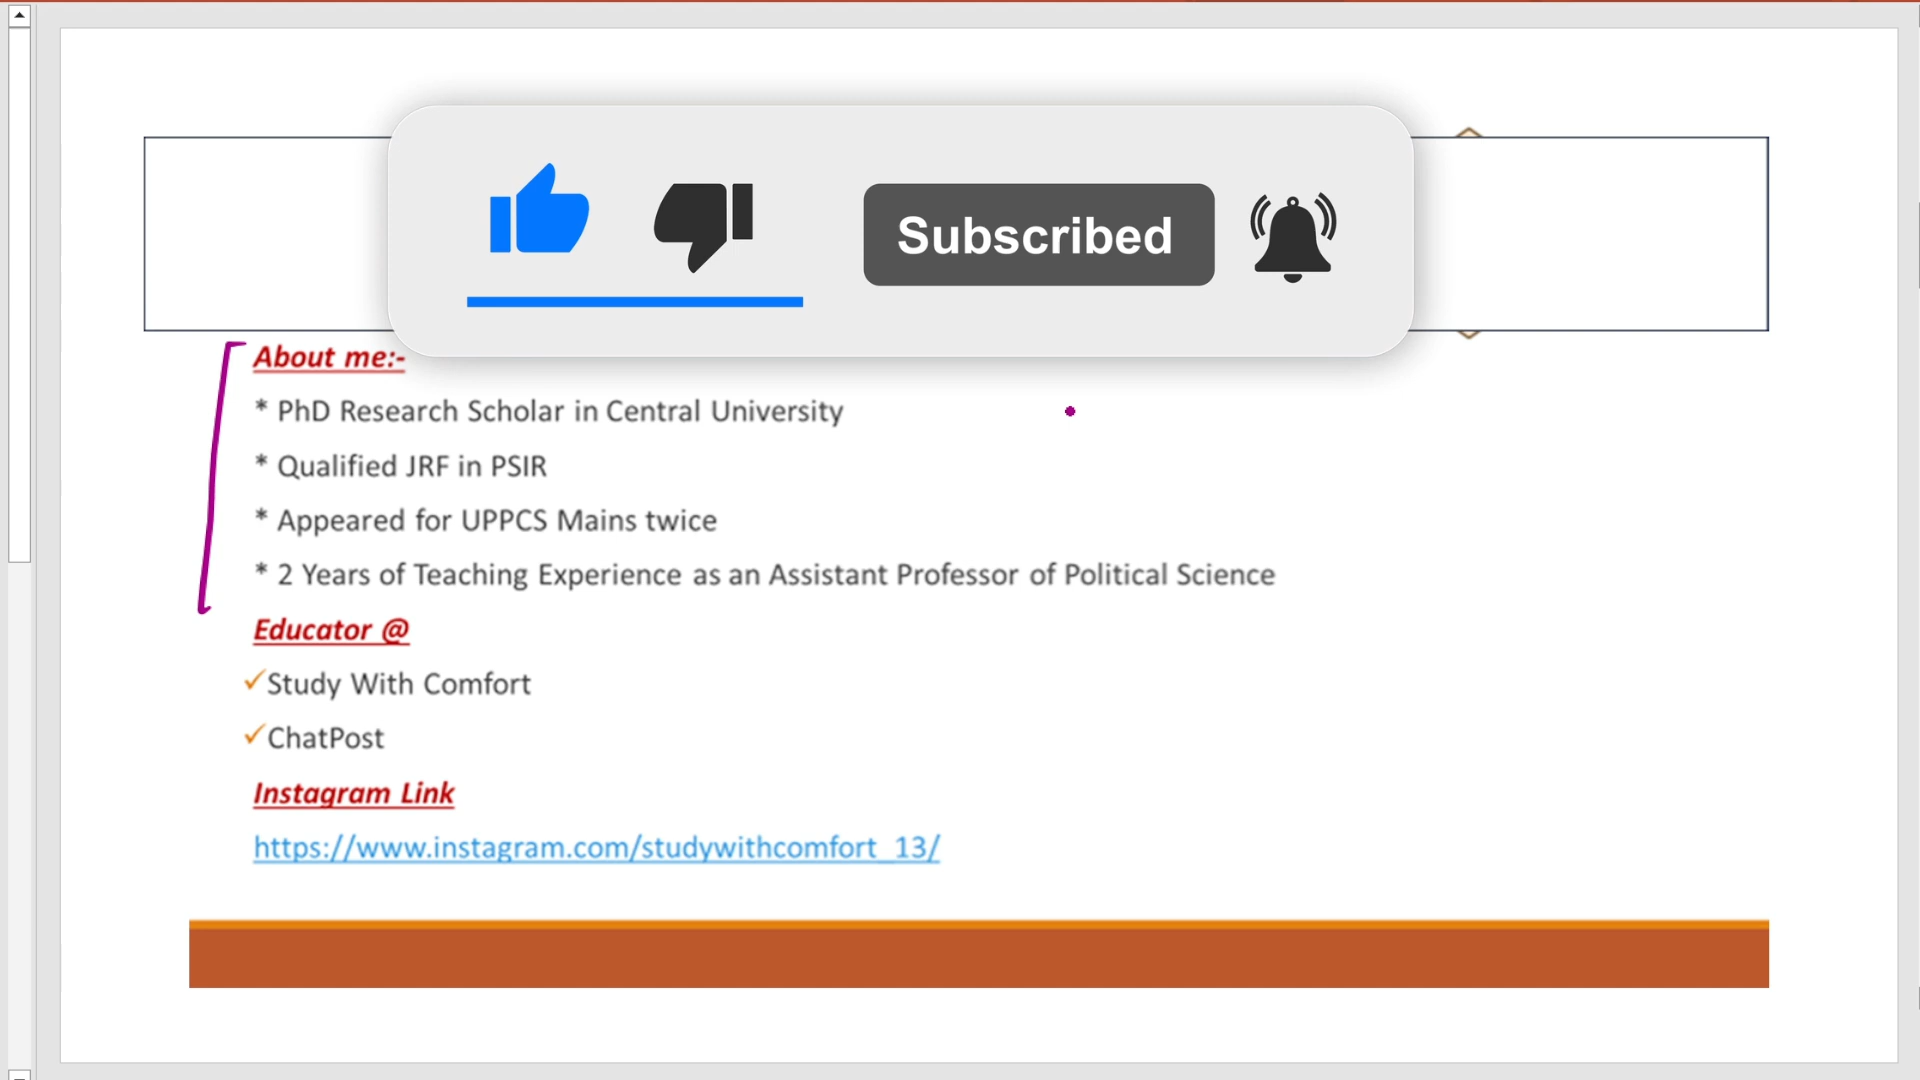 Subscribed
About me:-
* PhD Research Scholar in Central University
* Qualified JRF in PSIR
* Appeared for UPPCS Mains twice
* 2 Years of Teaching Experience as an Assistant Professor of Political Science
Educator @
✓Study With Comfort
✓ChatPost
Instagram Link
https://www.instagram.com/studywithcomfort_13/